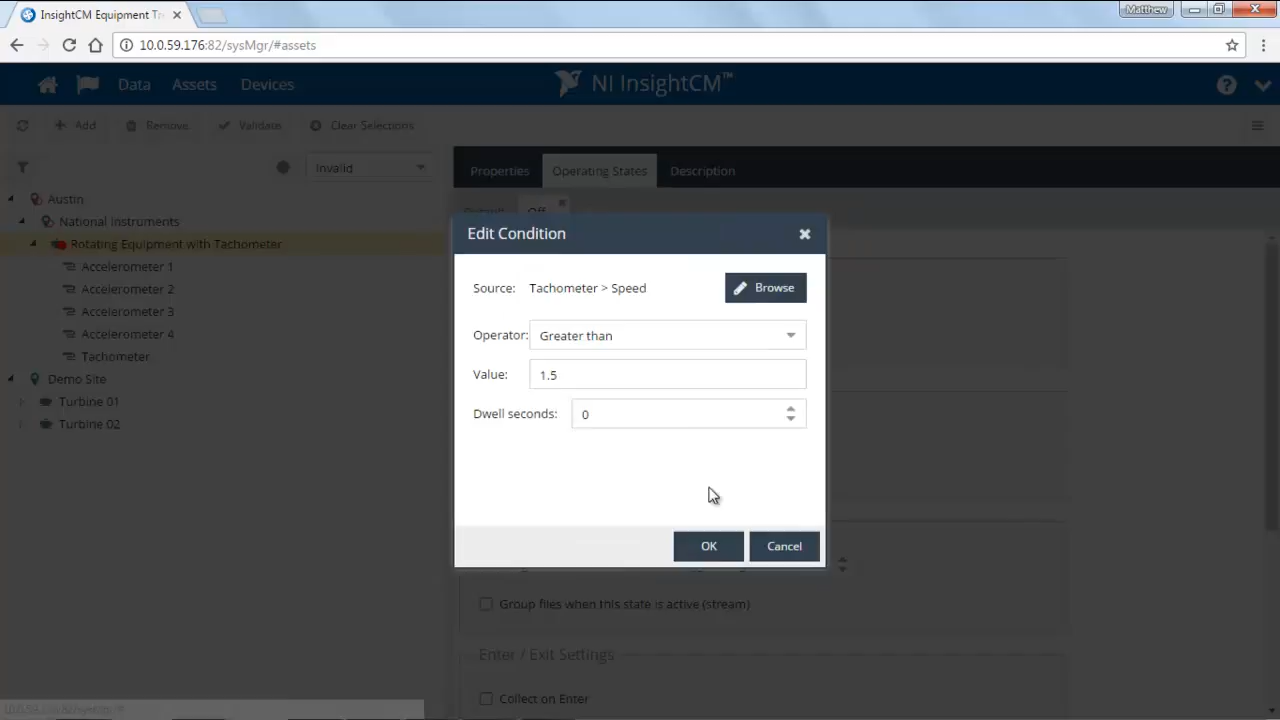 InsightCM Equipment Tr
Matthew
10.0.59.176:82/sysMgr/#assets
Data
Assets
Devices
NI InsightCM™
Add
Remove
Validate
Clear Selections
Invalid
Properties
Operating States
Description
Default
Off
Austin
National Instruments
Rotating Equipment with Tachometer
Accelerometer 1
Accelerometer 2
Accelerometer 3
Accelerometer 4
Tachometer
Demo Site
Turbine 01
Turbine 02
Edit Condition
Source: Tachometer > Speed
Browse
Operator: Greater than
Value: 1.5
Dwell seconds: 0
OK
Cancel
Group files when this state is active (stream)
Enter / Exit Settings
Collect on Enter